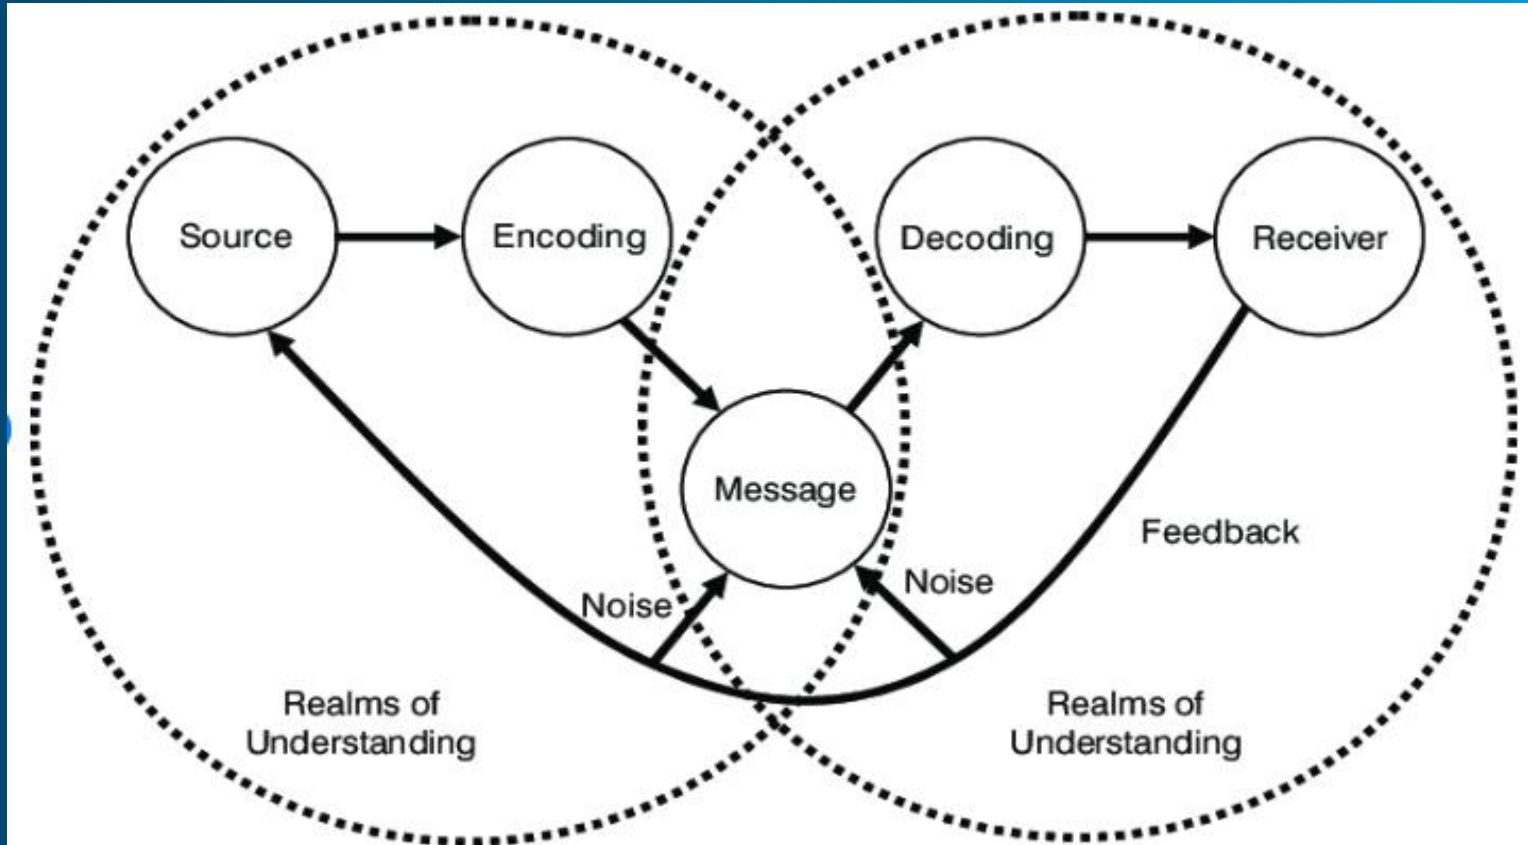 Source
Encoding
Decoding
Receiver
Message
Feedback
Noise
Noise
Realms of
Understanding
Realms of
Understanding